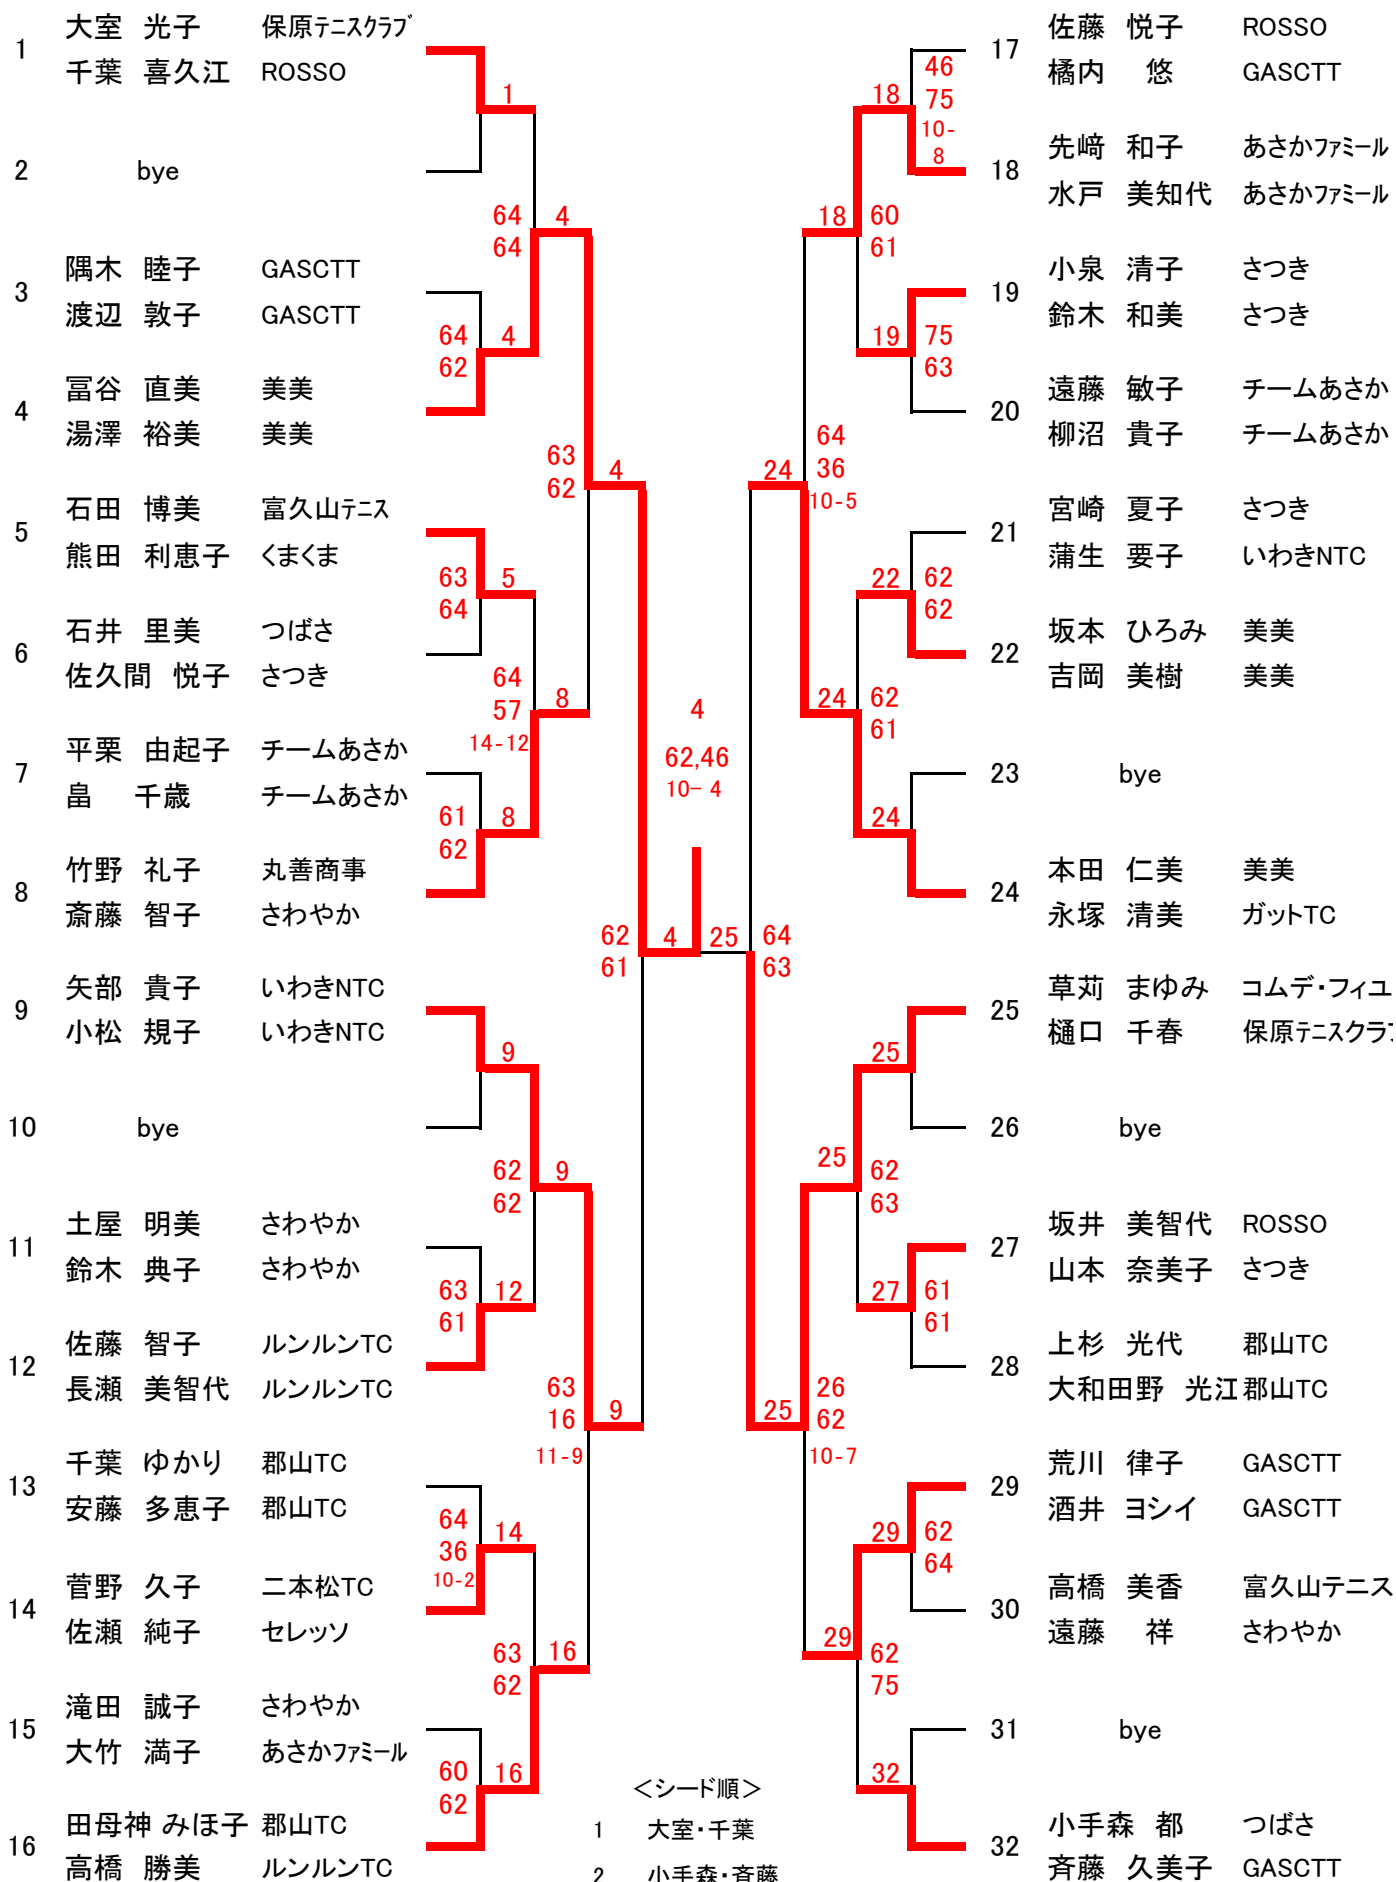 1 大室 光子 保原テニスクラブ
千葉 喜久江 ROSSO
1
2 bye
64 4
64
3 隅木 睦子 GASCTT
渡辺 敦子 GASCTT
64 4
62
4 冨谷 直美 美美
湯澤 裕美 美美
63 4
62
5 石田 博美 富久山テニス
熊田 利恵子 くまくま
63 5
64
6 石井 里美 つばさ
佐久間 悦子 さつき
64 8
57
14-12
7 平栗 由起子 チームあさか
畠 千歳 チームあさか
61 8
62
8 竹野 礼子 丸善商事
斎藤 智子 さわやか
62 4
61
9 矢部 貴子 いわきNTC
小松 規子 いわきNTC
9
10 bye
62 9
62
11 土屋 明美 さわやか
鈴木 典子 さわやか
63 12
61
12 佐藤 智子 ルンルンTC
長瀬 美智代 ルンルンTC
63 9
16
11-9
13 千葉 ゆかり 郡山TC
安藤 多恵子 郡山TC
64 14
36
10-2
14 菅野 久子 二本松TC
佐瀬 純子 セレッソ
63 16
62
15 滝田 誠子 さわやか
大竹 満子 あさかファミール
60 16
62
16 田母神 みほ子 郡山TC
高橋 勝美 ルンルンTC
4
62,46
10-4
17 佐藤 悦子 ROSSO
橘内 悠 GASCTT
18 46
75
10-
8
18 先﨑 和子 あさかファミール
水戸 美知代 あさかファミール
18 60
61
19 小泉 清子 さつき
鈴木 和美 さつき
19 75
63
20 遠藤 敏子 チームあさか
柳沼 貴子 チームあさか
24 64
36
10-5
21 宮崎 夏子 さつき
蒲生 要子 いわきNTC
22 62
62
22 坂本 ひろみ 美美
吉岡 美樹 美美
24 62
61
23 bye
24
24 本田 仁美 美美
永塚 清美 ガットTC
25 64
63
25 草苅 まゆみ コムデ・フィユ
樋口 千春 保原テニスクラブ
25
26 bye
25 62
63
27 坂井 美智代 ROSSO
山本 奈美子 さつき
27 61
61
28 上杉 光代 郡山TC
大和田野 光江 郡山TC
25 26
62
10-7
29 荒川 律子 GASCTT
酒井 ヨシイ GASCTT
29 62
64
30 高橋 美香 富久山テニス
遠藤 祥 さわやか
29 62
75
31 bye
32
32 小手森 都 つばさ
斉藤 久美子 GASCTT
＜シード順＞
1 大室・千葉
2 小手森・斉藤